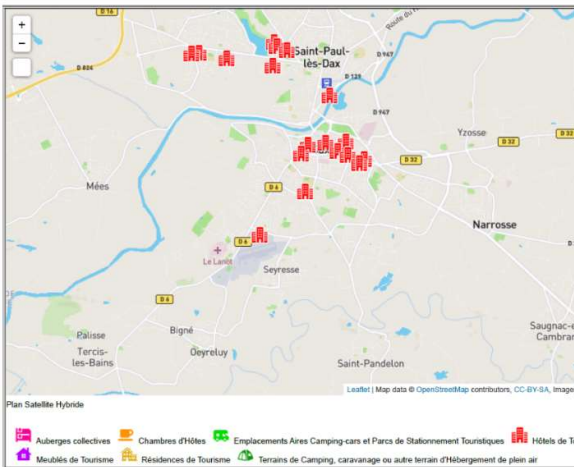 D 16
Route du
+
−
Saint-Paul-
lès-Dax
D 947
D 824
D 129
D 947
Yzosse
D 32
D 32
Mées
D 6
Narrosse
D 6
Le Lanot
Seyresse
D 6
Palisse
Bigné
Tercis-
les-Bains
Oeyreluy
Saugnac-e
Cambran
Saint-Pandelon
Leaflet | Map data © OpenStreetMap contributors, CC-BY-SA, Image
Plan Satellite Hybride
Auberges collectives Chambres d'Hôtes Emplacements Aires Camping-cars et Parcs de Stationnement Touristiques Hôtels de To
Meublés de Tourisme Résidences de Tourisme Terrains de Camping, caravanage ou autre terrain d'Hébergement de plein air